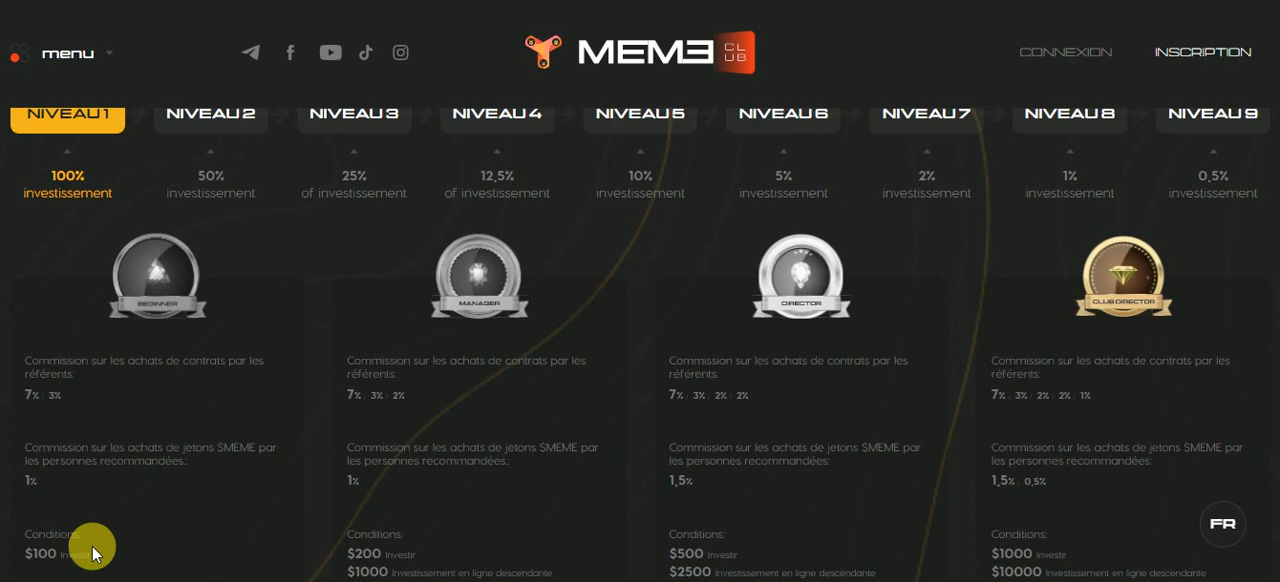 menu
MEME CLUB
CONNEXION
INSCRIPTION
NIVEAU 1
NIVEAU 2
NIVEAU 3
NIVEAU 4
NIVEAU 5
NIVEAU 6
NIVEAU 7
NIVEAU 8
NIVEAU 9
100%
50%
25%
12,5%
10%
5%
2%
1%
0,5%
investissement
investissement
of investissement
of investissement
investissement
investissement
investissement
investissement
investissement
BEGINNER
MANAGER
DIRECTOR
CLUB DIRECTOR
Commission sur les achats de contrats par les
référents:
7% / 3%
Commission sur les achats de jetons $MEME par
les personnes recommandées.:
1%
Conditions:
$100 Investir
Commission sur les achats de contrats par les
référents:
7% / 3% / 2%
Commission sur les achats de jetons $MEME par
les personnes recommandées.:
1%
Conditions:
$200 Investir
$1000 Investissement en ligne descendante
Commission sur les achats de contrats par les
référents:
7% / 3% / 2% / 2%
Commission sur les achats de jetons $MEME par
les personnes recommandées:
1,5%
Conditions:
$500 Investir
$2500 Investissement en ligne descendante
Commission sur les achats de contrats par les
référents:
7% / 3% / 2% / 2% / 1%
Commission sur les achats de jetons $MEME par
les personnes recommandées:
1,5% / 0,5%
Conditions:
$1000 Investir
$10000 Investissement en ligne descendante
FR